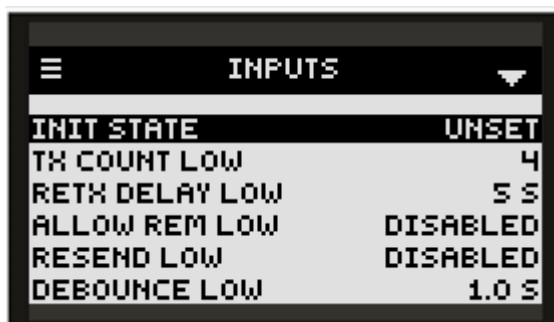 INPUTS
INIT STATE UNSET
TX COUNT LOW 4
RETX DELAY LOW 5 S
ALLOW REM LOW DISABLED
RESEND LOW DISABLED
DEBOUNCE LOW 1.0 S